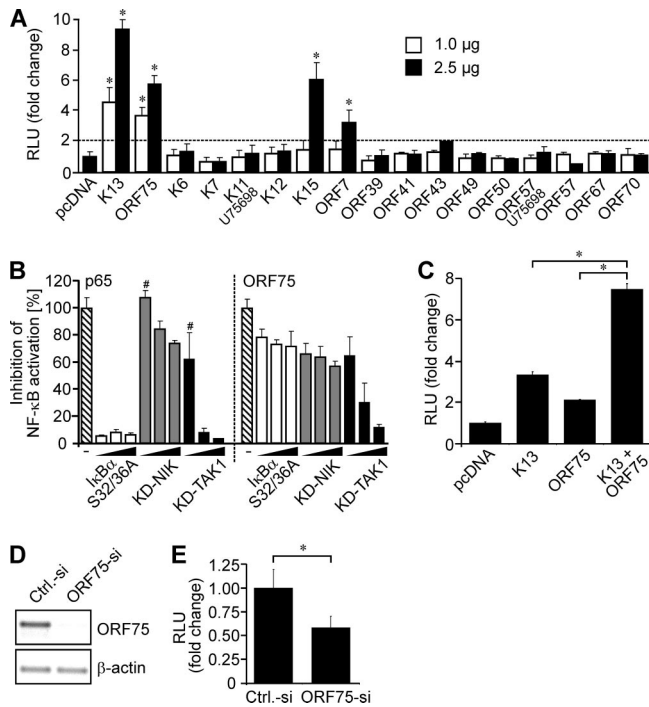 A
RLU (fold change)
10
8
6
4
2
0
1.0 µg
2.5 µg
* * * * * *
pcDNA
K13
ORF75
K6
K7
K11
U75698
K12
K15
ORF7
ORF39
ORF41
ORF43
ORF49
ORF50
ORF57
U75698
ORF57
ORF67
ORF70
B
Inhibition of
NF-κB activation [%]
120
100
80
60
40
20
0
p65
ORF75
#
#
-
IκBα
S32/36A
KD-NIK
KD-TAK1
-
IκBα
S32/36A
KD-NIK
KD-TAK1
C
RLU (fold change)
8
6
4
2
0
*
*
pcDNA
K13
ORF75
K13 +
ORF75
D
Ctrl.-si
ORF75-si
ORF75
β-actin
E
RLU
(fold change)
1.25
1.00
0.75
0.50
0.25
0
*
Ctrl.-si ORF75-si